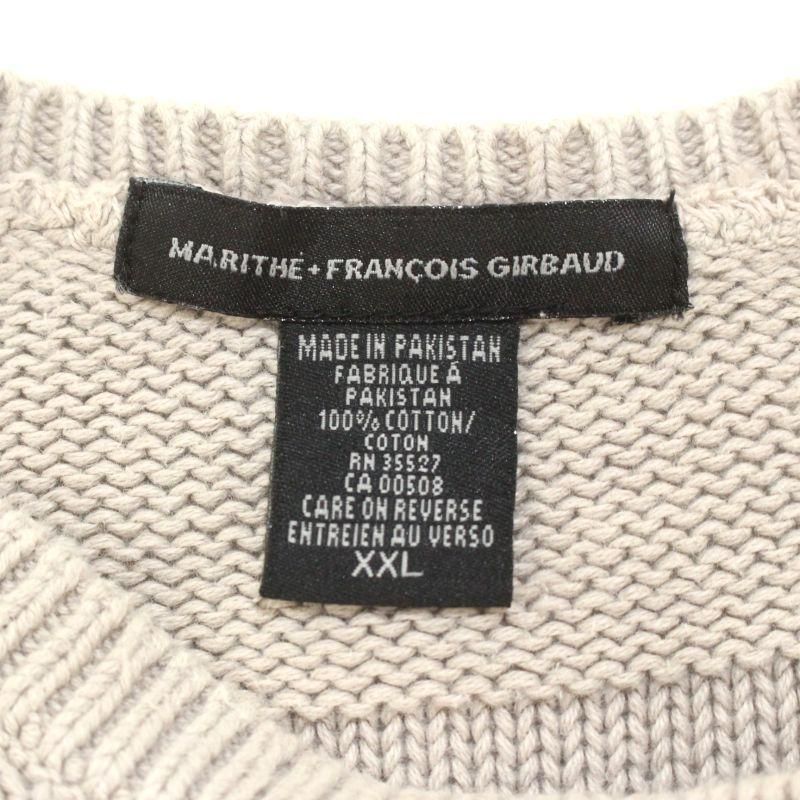 MARITHE + FRANÇOIS GIRBAUD
MADE IN PAKISTAN
FABRIQUE À
PAKISTAN
100% COTTON/
COTON
RN 35527
CA 00508
CARE ON REVERSE
ENTREIEN AU VERSO
XXL